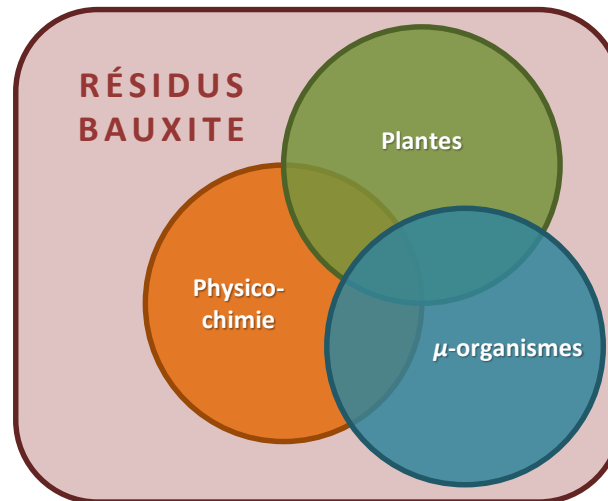 RÉSIDUS
BAUXITE
Plantes
Physico-
chimie
μ-organismes